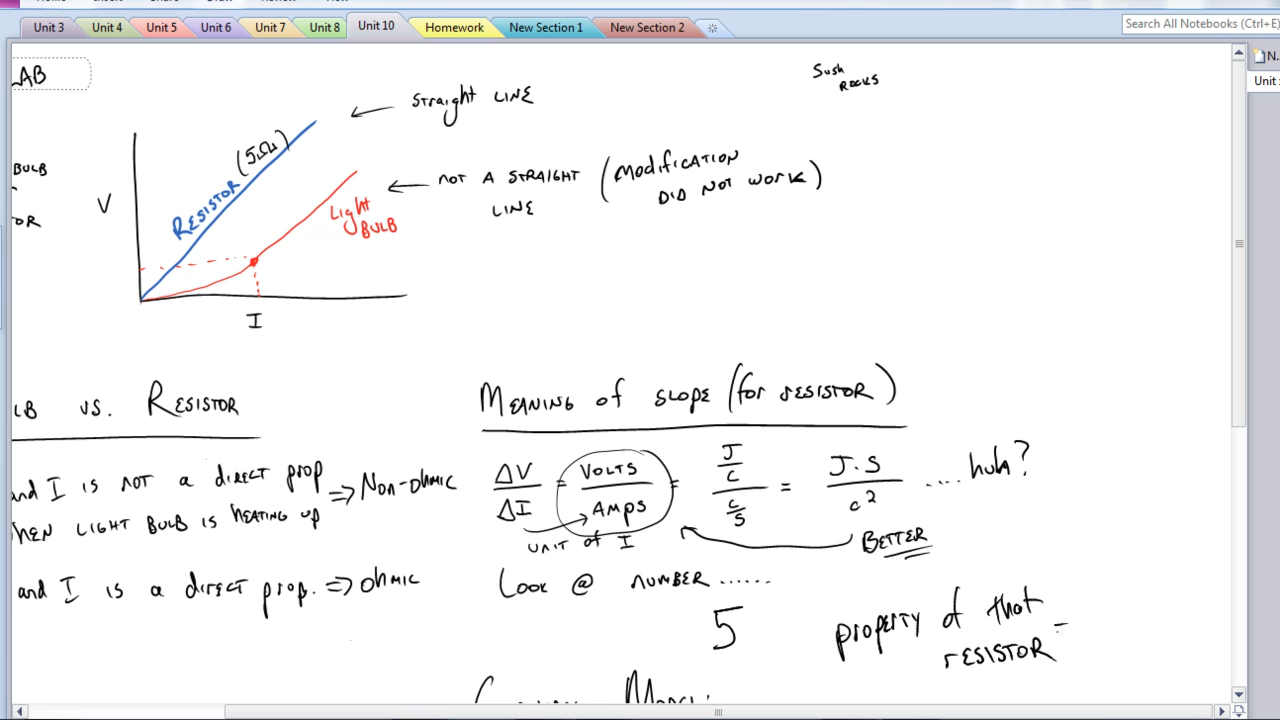 Unit 3 Unit 4 Unit 5 Unit 6 Unit 7 Unit 8 Unit 10 Homework New Section 1 New Section 2
Search All Notebooks (Ctrl+E)
N.
Unit
LAB
Sush
ROCKS
STRAIGHT LINE
RESISTOR (5Ω)
BULB
V
NOT A STRAIGHT LINE (MODIFICATION DID NOT WORK)
LIGHT BULB
OR
I
LB VS. RESISTOR
MEANING of SLOPE (for RESISTOR)
and I is NOT a DIRECT PROP => NON-OHMIC
WHEN LIGHT BULB is HEATING UP
ΔV/ΔI = VOLTS/AMPS = J/C / C/S = J·S/C² .... huh?
UNIT of I
BETTER
and I is a DIRECT PROP. => OHMIC
LOOK @ NUMBER ......
5
PROPERTY of that RESISTOR